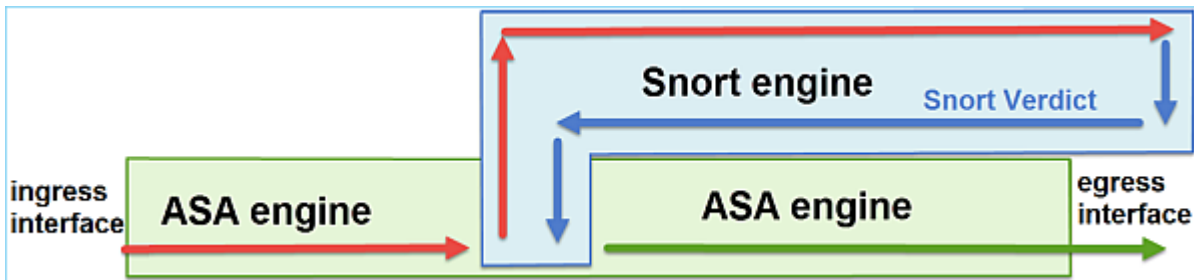 Snort engine
Snort Verdict
ingress
interface
ASA engine
ASA engine
egress
interface